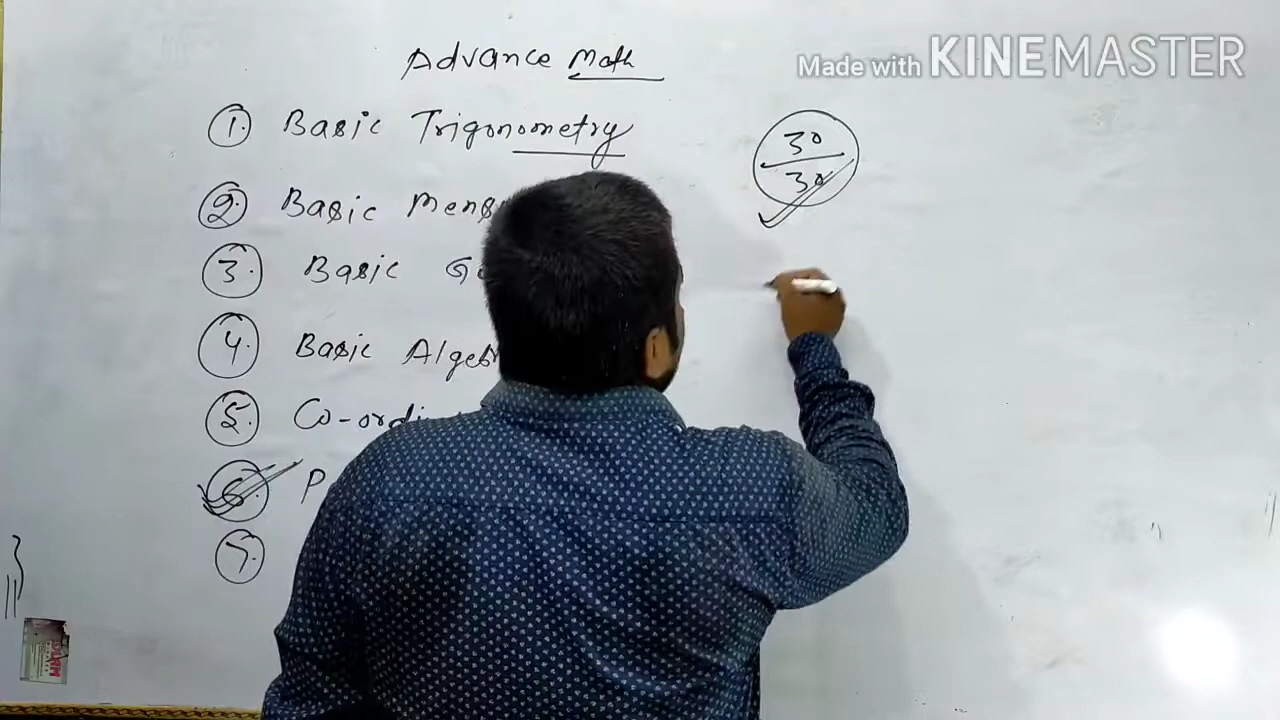 Advance Math
Made with KINEMASTER
1. Basic Trigonometry
30
30
2. Basic Mens
3. Basic
4. Basic Algeb
5. Co-ordi
6. P
7.